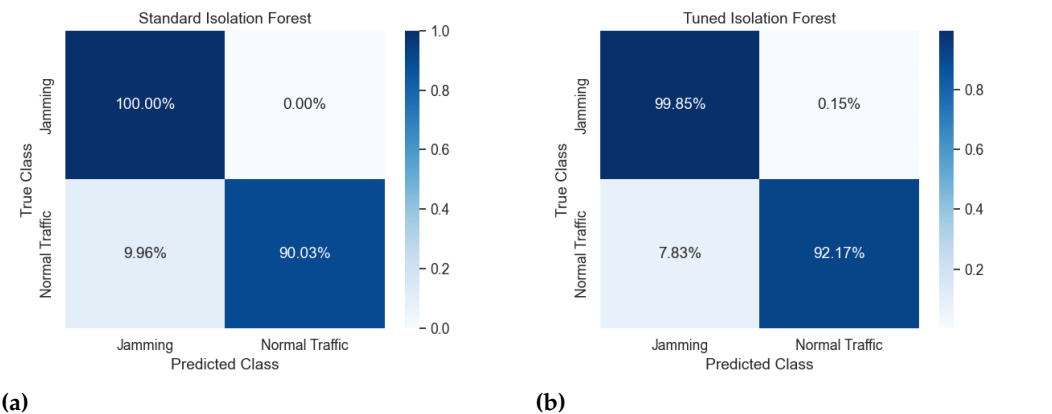 Standard Isolation Forest
True Class
Jamming
Normal Traffic
100.00%
0.00%
9.96%
90.03%
Jamming
Normal Traffic
Predicted Class
1.0
0.8
0.6
0.4
0.2
0.0
(a)
Tuned Isolation Forest
True Class
Jamming
Normal Traffic
99.85%
0.15%
7.83%
92.17%
Jamming
Normal Traffic
Predicted Class
0.8
0.6
0.4
0.2
(b)